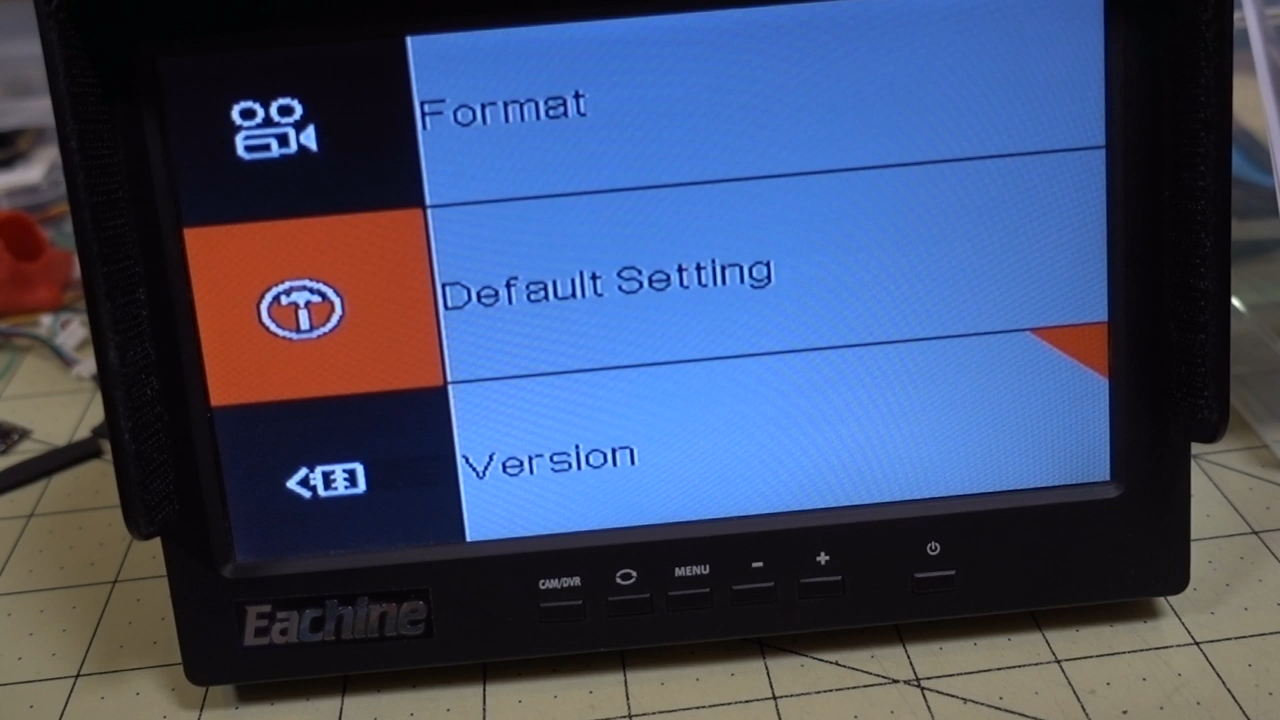 Format
Default Setting
Version
CAM/DVR
MENU
-
+
Eachine